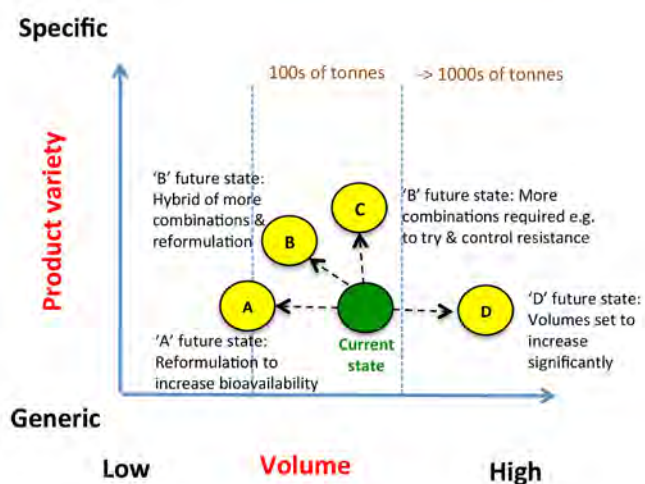 Specific
100s of tonnes
-> 1000s of tonnes
Product variety
'B' future state:
Hybrid of more
combinations &
reformulation
B
C
'B' future state: More
combinations required e.g.
to try & control resistance
A
D
'A' future state:
Reformulation to
increase bioavailability
Current
state
'D' future state:
Volumes set to
increase
significantly
Generic
Low
Volume
High